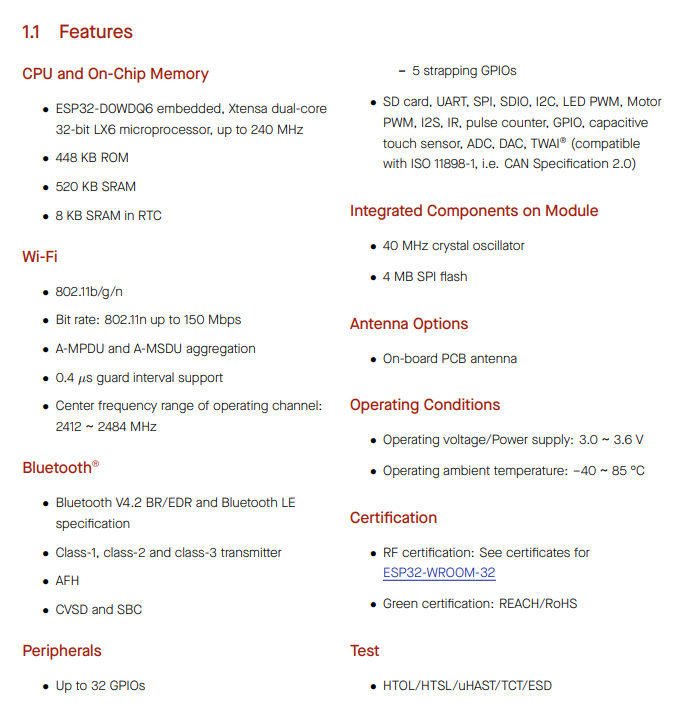 1.1 Features
CPU and On-Chip Memory
• ESP32-D0WDQ6 embedded, Xtensa dual-core
32-bit LX6 microprocessor, up to 240 MHz
• 448 KB ROM
• 520 KB SRAM
• 8 KB SRAM in RTC
Wi-Fi
• 802.11b/g/n
• Bit rate: 802.11n up to 150 Mbps
• A-MPDU and A-MSDU aggregation
• 0.4 μs guard interval support
• Center frequency range of operating channel:
2412 ~ 2484 MHz
Bluetooth®
• Bluetooth V4.2 BR/EDR and Bluetooth LE
specification
• Class-1, class-2 and class-3 transmitter
• AFH
• CVSD and SBC
Peripherals
• Up to 32 GPIOs
– 5 strapping GPIOs
• SD card, UART, SPI, SDIO, I2C, LED PWM, Motor
PWM, I2S, IR, pulse counter, GPIO, capacitive
touch sensor, ADC, DAC, TWAI® (compatible
with ISO 11898-1, i.e. CAN Specification 2.0)
Integrated Components on Module
• 40 MHz crystal oscillator
• 4 MB SPI flash
Antenna Options
• On-board PCB antenna
Operating Conditions
• Operating voltage/Power supply: 3.0 ~ 3.6 V
• Operating ambient temperature: –40 ~ 85 °C
Certification
• RF certification: See certificates for
ESP32-WROOM-32
• Green certification: REACH/RoHS
Test
• HTOL/HTSL/uHAST/TCT/ESD